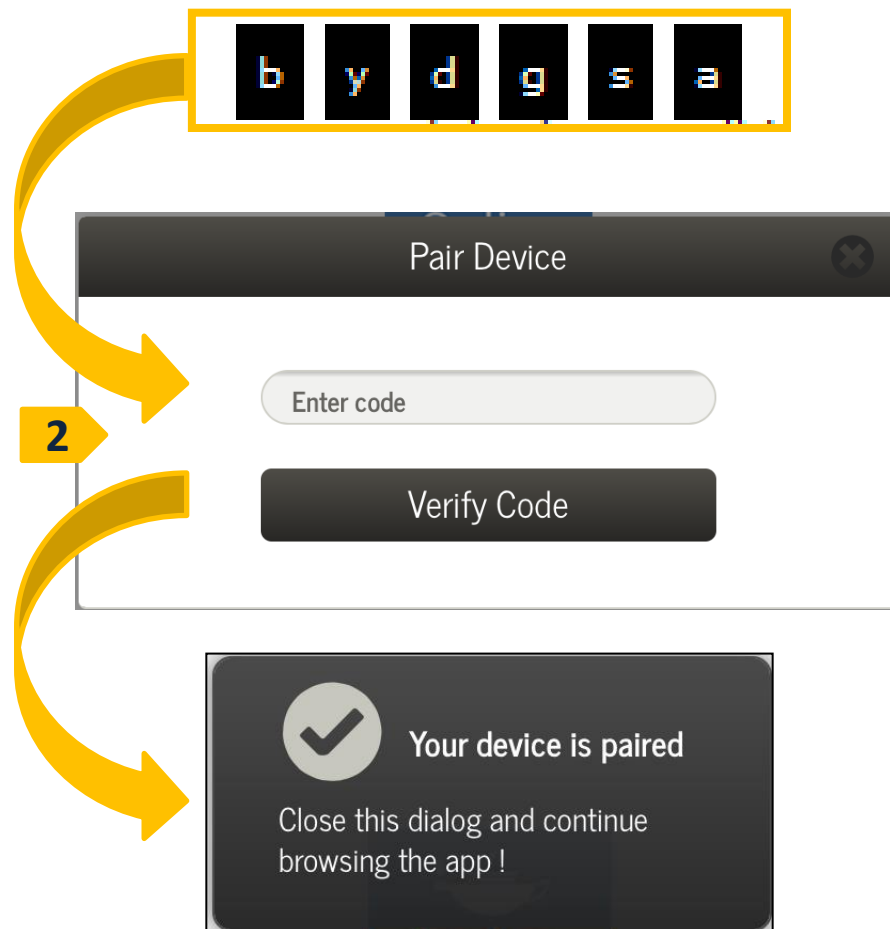 b y d g s a
Pair Device
Enter code
2
Verify Code
Your device is paired
Close this dialog and continue
browsing the app !